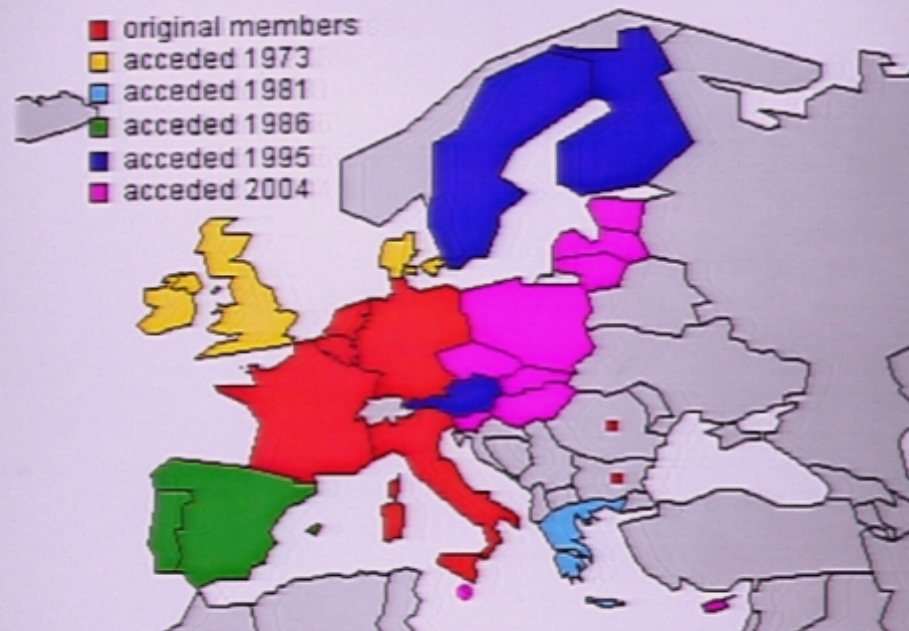 original members
acceded 1973
acceded 1981
acceded 1986
acceded 1995
acceded 2004